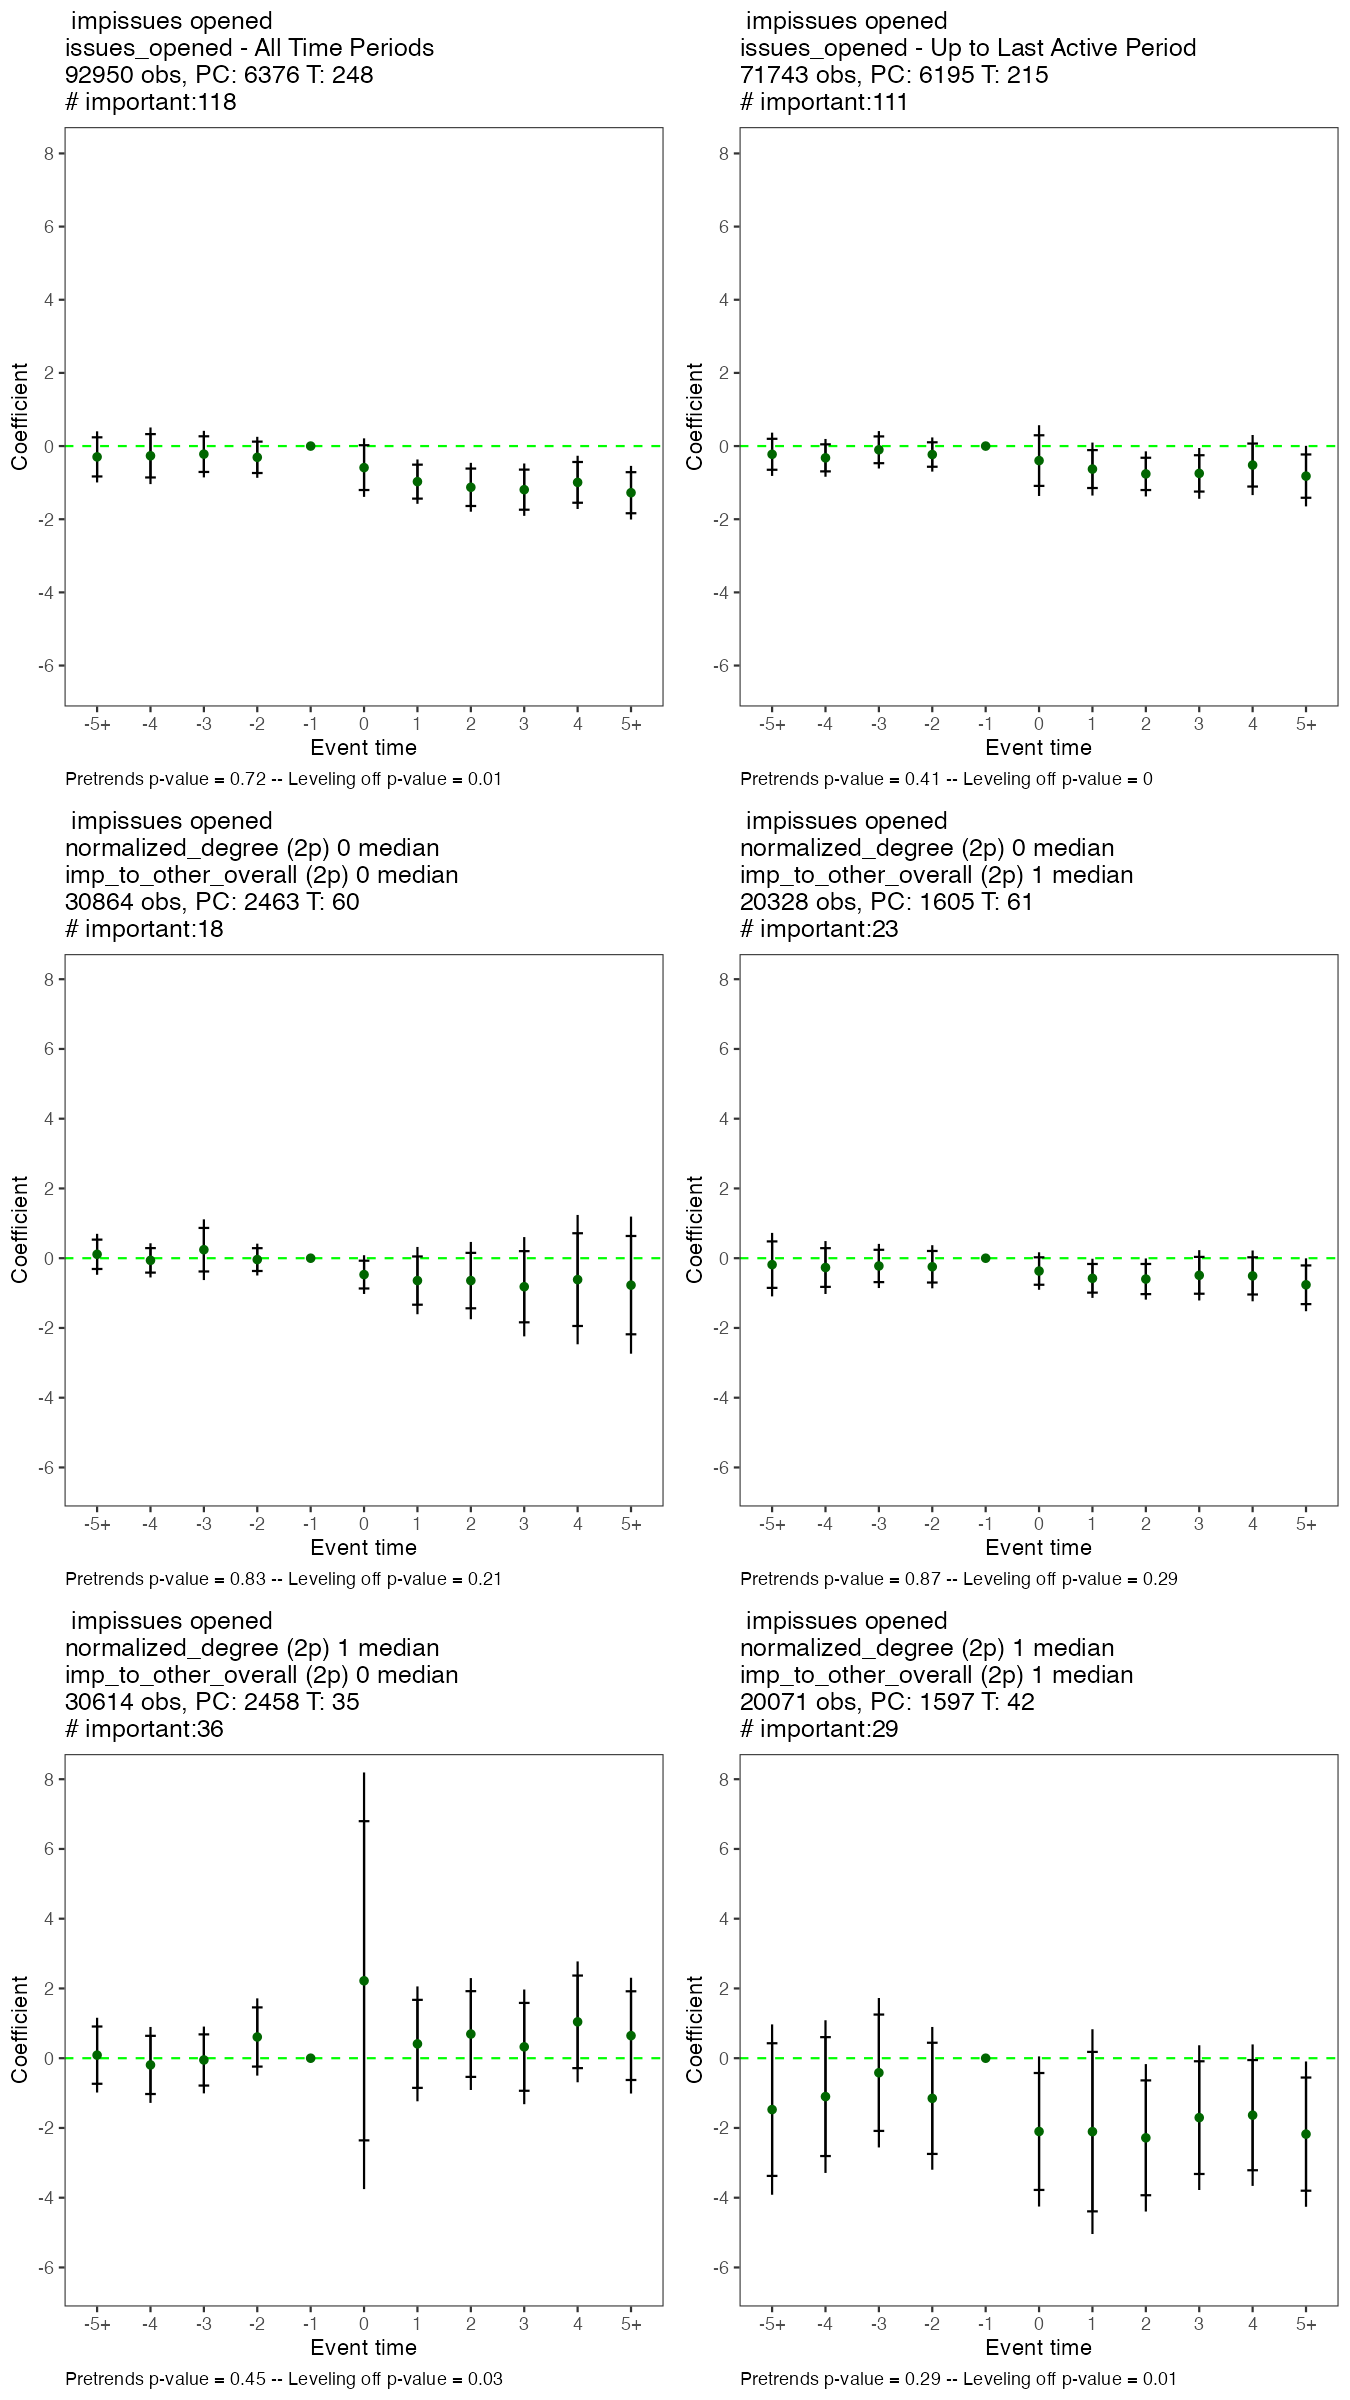 impissues opened
issues_opened - All Time Periods
92950 obs, PC: 6376 T: 248
# important:118
8
6
4
2
0
-2
-4
-6
Coefficient
-5+ -4 -3 -2 -1 0 1 2 3 4 5+
Event time
Pretrends p-value = 0.72 -- Leveling off p-value = 0.01
impissues opened
issues_opened - Up to Last Active Period
71743 obs, PC: 6195 T: 215
# important:111
8
6
4
2
0
-2
-4
-6
Coefficient
-5+ -4 -3 -2 -1 0 1 2 3 4 5+
Event time
Pretrends p-value = 0.41 -- Leveling off p-value = 0
impissues opened
normalized_degree (2p) 0 median
imp_to_other_overall (2p) 0 median
30864 obs, PC: 2463 T: 60
# important:18
8
6
4
2
0
-2
-4
-6
Coefficient
-5+ -4 -3 -2 -1 0 1 2 3 4 5+
Event time
Pretrends p-value = 0.83 -- Leveling off p-value = 0.21
impissues opened
normalized_degree (2p) 0 median
imp_to_other_overall (2p) 1 median
20328 obs, PC: 1605 T: 61
# important:23
8
6
4
2
0
-2
-4
-6
Coefficient
-5+ -4 -3 -2 -1 0 1 2 3 4 5+
Event time
Pretrends p-value = 0.87 -- Leveling off p-value = 0.29
impissues opened
normalized_degree (2p) 1 median
imp_to_other_overall (2p) 0 median
30614 obs, PC: 2458 T: 35
# important:36
8
6
4
2
0
-2
-4
-6
Coefficient
-5+ -4 -3 -2 -1 0 1 2 3 4 5+
Event time
Pretrends p-value = 0.45 -- Leveling off p-value = 0.03
impissues opened
normalized_degree (2p) 1 median
imp_to_other_overall (2p) 1 median
20071 obs, PC: 1597 T: 42
# important:29
8
6
4
2
0
-2
-4
-6
Coefficient
-5+ -4 -3 -2 -1 0 1 2 3 4 5+
Event time
Pretrends p-value = 0.29 -- Leveling off p-value = 0.01